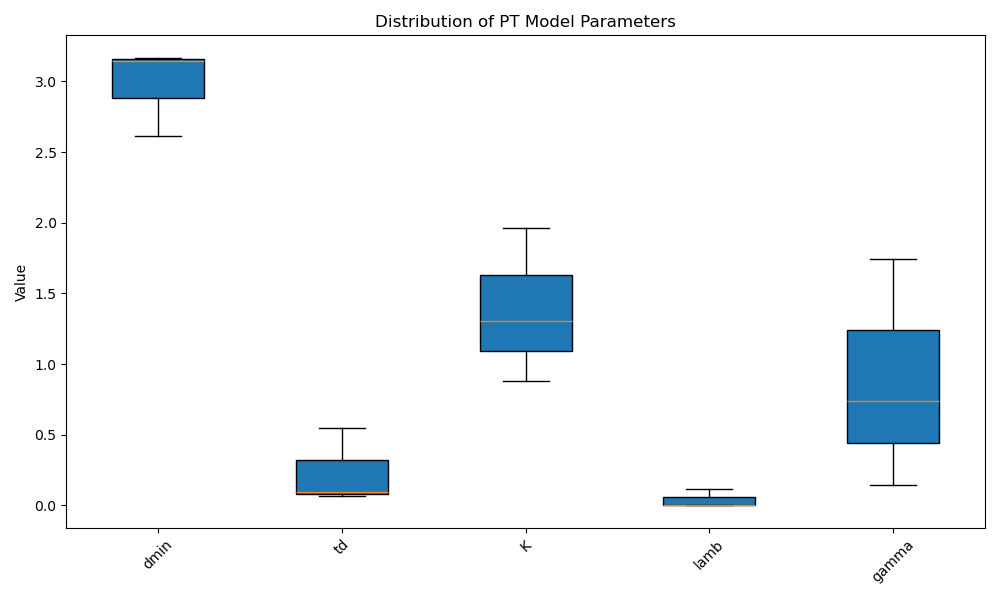 Distribution of PT Model Parameters
Value
3.0
2.5
2.0
1.5
1.0
0.5
0.0
dmin
td
K
lamb
gamma